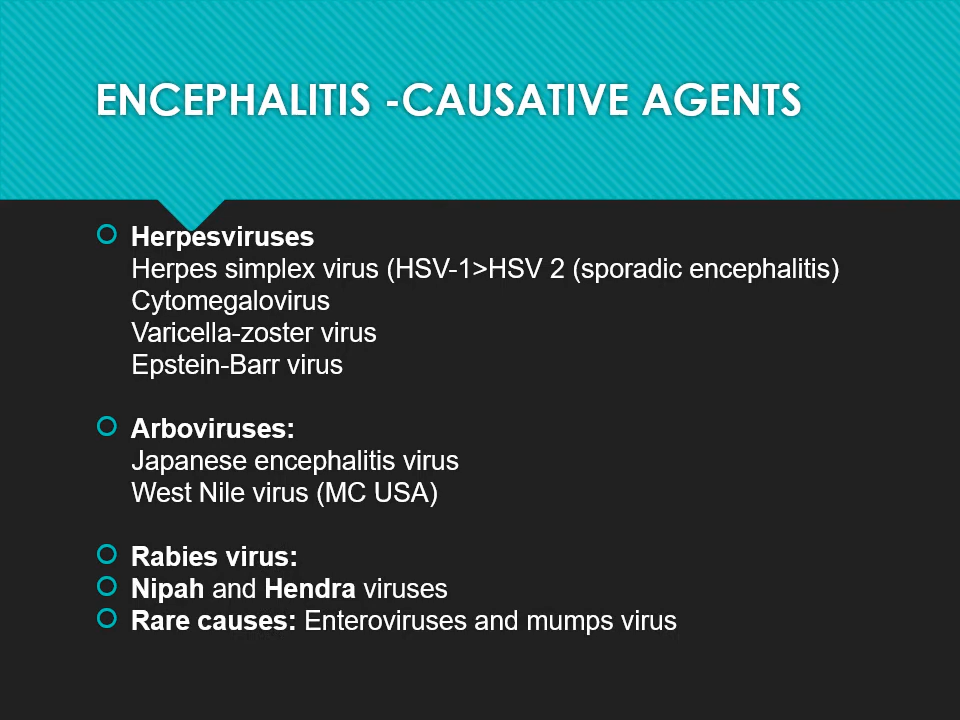 ENCEPHALITIS -CAUSATIVE AGENTS
Herpesviruses
Herpes simplex virus (HSV-1>HSV 2 (sporadic encephalitis)
Cytomegalovirus
Varicella-zoster virus
Epstein-Barr virus
Arboviruses:
Japanese encephalitis virus
West Nile virus (MC USA)
Rabies virus:
Nipah and Hendra viruses
Rare causes: Enteroviruses and mumps virus